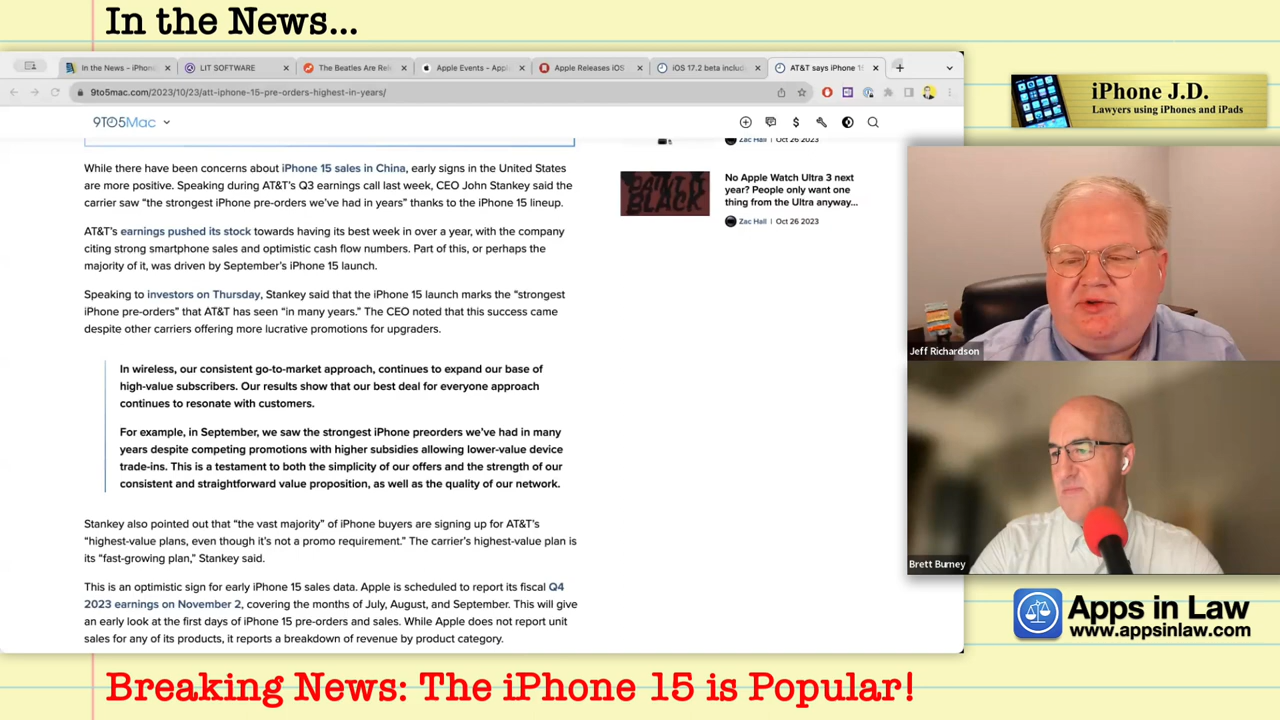 In the News...
In the News – iPhon
LIT SOFTWARE
The Beatles Are Rel
Apple Events - Appl
Apple Releases iOS
iOS 17.2 beta includ
AT&T says iPhone 15
9to5mac.com/2023/10/23/att-iphone-15-pre-orders-highest-in-years/
9TO5Mac
While there have been concerns about iPhone 15 sales in China, early signs in the United States
are more positive. Speaking during AT&T's Q3 earnings call last week, CEO John Stankey said the
carrier saw “the strongest iPhone pre-orders we've had in years” thanks to the iPhone 15 lineup.
AT&T's earnings pushed its stock towards having its best week in over a year, with the company
citing strong smartphone sales and optimistic cash flow numbers. Part of this, or perhaps the
majority of it, was driven by September's iPhone 15 launch.
Speaking to investors on Thursday, Stankey said that the iPhone 15 launch marks the “strongest
iPhone pre-orders” that AT&T has seen “in many years.” The CEO noted that this success came
despite other carriers offering more lucrative promotions for upgraders.
In wireless, our consistent go-to-market approach, continues to expand our base of
high-value subscribers. Our results show that our best deal for everyone approach
continues to resonate with customers.
For example, in September, we saw the strongest iPhone preorders we've had in many
years despite competing promotions with higher subsidies allowing lower-value device
trade-ins. This is a testament to both the simplicity of our offers and the strength of our
consistent and straightforward value proposition, as well as the quality of our network.
Stankey also pointed out that “the vast majority” of iPhone buyers are signing up for AT&T's
“highest-value plans, even though it's not a promo requirement.” The carrier's highest-value plan is
its “fast-growing plan,” Stankey said.
This is an optimistic sign for early iPhone 15 sales data. Apple is scheduled to report its fiscal Q4
2023 earnings on November 2, covering the months of July, August, and September. This will give
an early look at the first days of iPhone 15 pre-orders and sales. While Apple does not report unit
sales for any of its products, it reports a breakdown of revenue by product category.
Zac Hall | Oct 26 2023
PAINT IT
BLACK
No Apple Watch Ultra 3 next
year? People only want one
thing from the Ultra anyway...
Zac Hall | Oct 26 2023
iPhone J.D.
Lawyers using iPhones and iPads
Jeff Richardson
Brett Burney
Apps in Law
www.appsinlaw.com
Breaking News: The iPhone 15 is Popular!